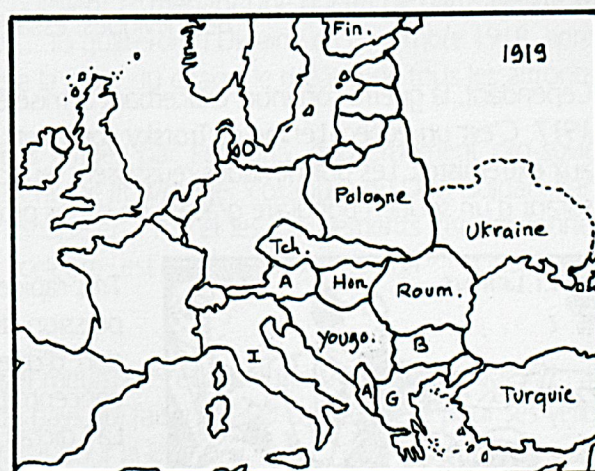 Fin.
1919
Pologne
Ukraine
Tch.
A
Hon.
Roum.
Yougo.
B
I
A
G
Turquie